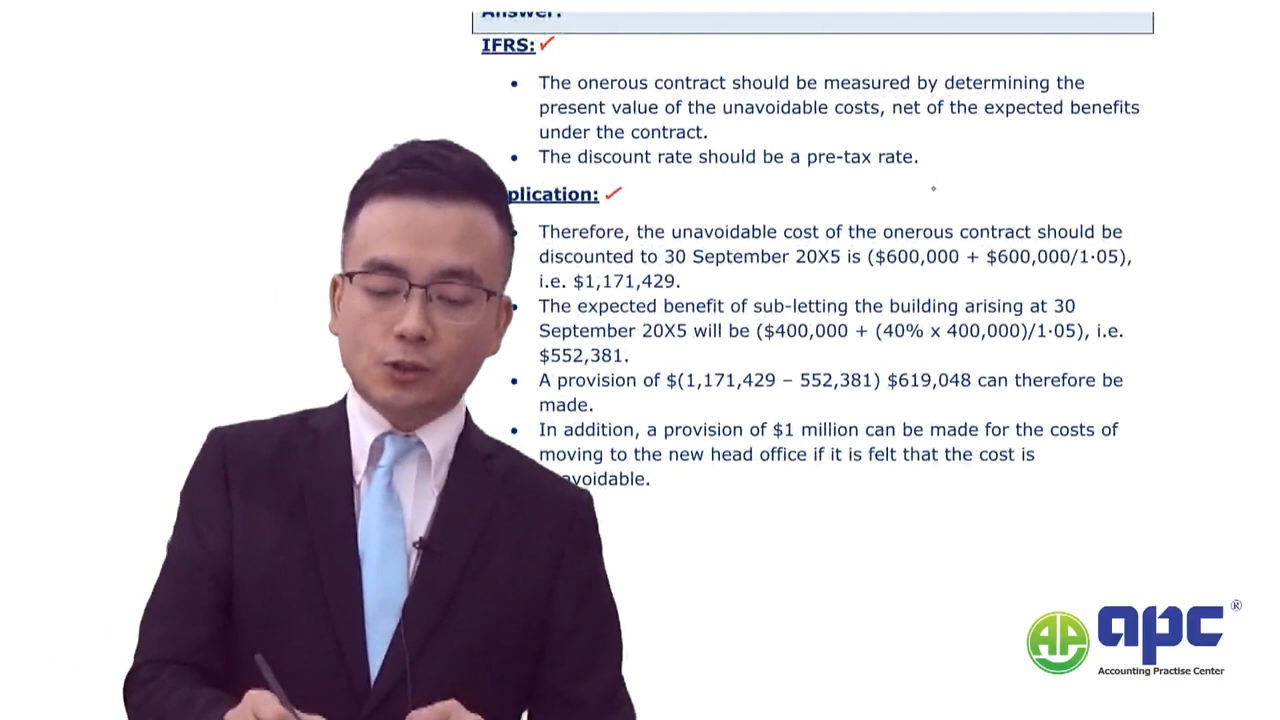 Answer:
IFRS:
• The onerous contract should be measured by determining the
present value of the unavoidable costs, net of the expected benefits
under the contract.
• The discount rate should be a pre-tax rate.
plication:
Therefore, the unavoidable cost of the onerous contract should be
discounted to 30 September 20X5 is ($600,000 + $600,000/1·05),
i.e. $1,171,429.
• The expected benefit of sub-letting the building arising at 30
September 20X5 will be ($400,000 + (40% x 400,000)/1·05), i.e.
$552,381.
• A provision of $(1,171,429 – 552,381) $619,048 can therefore be
made.
• In addition, a provision of $1 million can be made for the costs of
moving to the new head office if it is felt that the cost is
avoidable.
AP apc ®
Accounting Practise Center